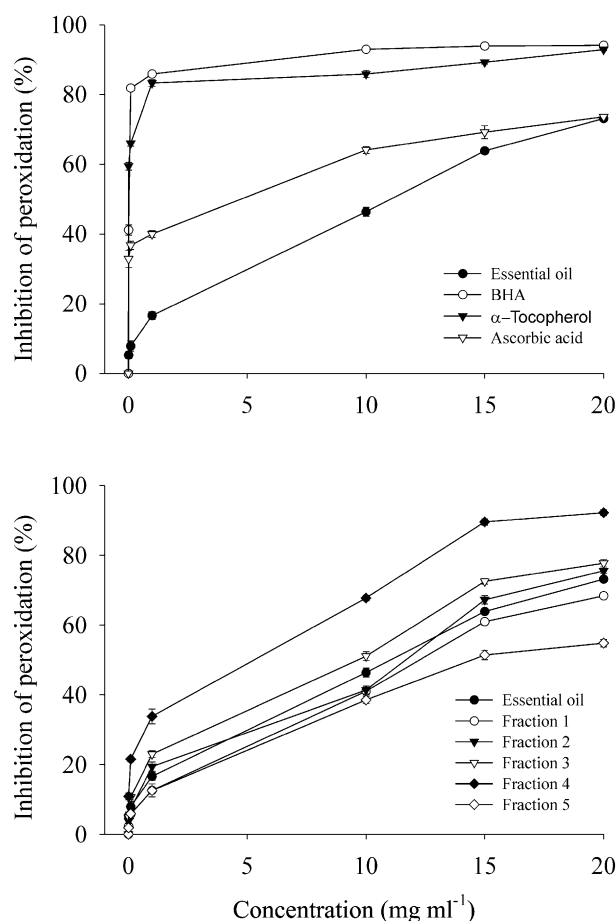 100
80
60
40
20
0
Inhibition of peroxidation (%)
Essential oil
BHA
α–Tocopherol
Ascorbic acid
0 5 10 15 20
100
80
60
40
20
0
Inhibition of peroxidation (%)
Essential oil
Fraction 1
Fraction 2
Fraction 3
Fraction 4
Fraction 5
0 5 10 15 20
Concentration (mg ml⁻¹)